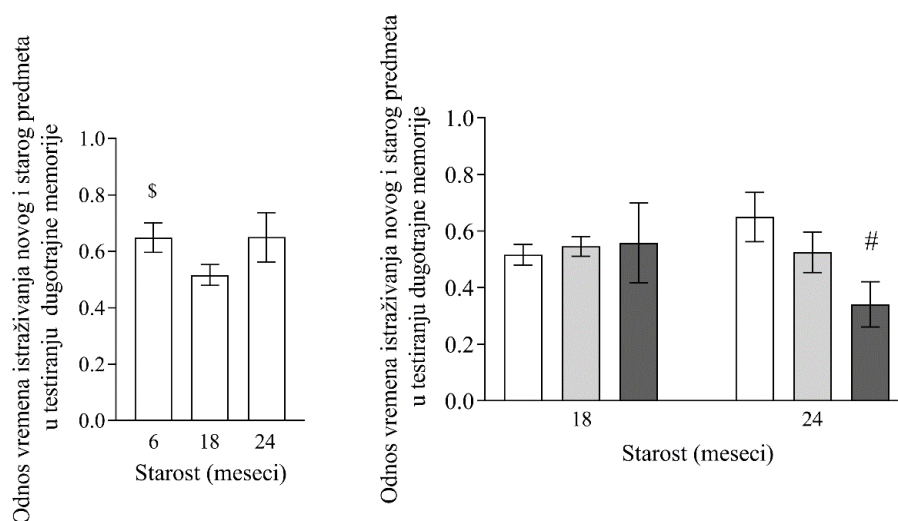 Odnos vremena istraživanja novog i starog predmeta
u testiranju dugotrajne memorije
1.0
0.8
0.6
0.4
0.2
0.0
$
6 18 24
Starost (meseci)
Odnos vremena istraživanja novog i starog predmeta
u testiranju dugotrajne memorije
1.0
0.8
0.6
0.4
0.2
0.0
#
18 24
Starost (meseci)